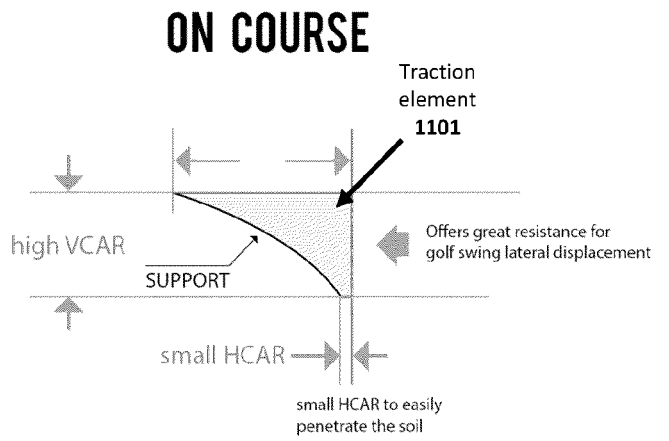 ON COURSE
Traction
element
1101
high VCAR
SUPPORT
Offers great resistance for
golf swing lateral displacement
small HCAR
small HCAR to easily
penetrate the soil